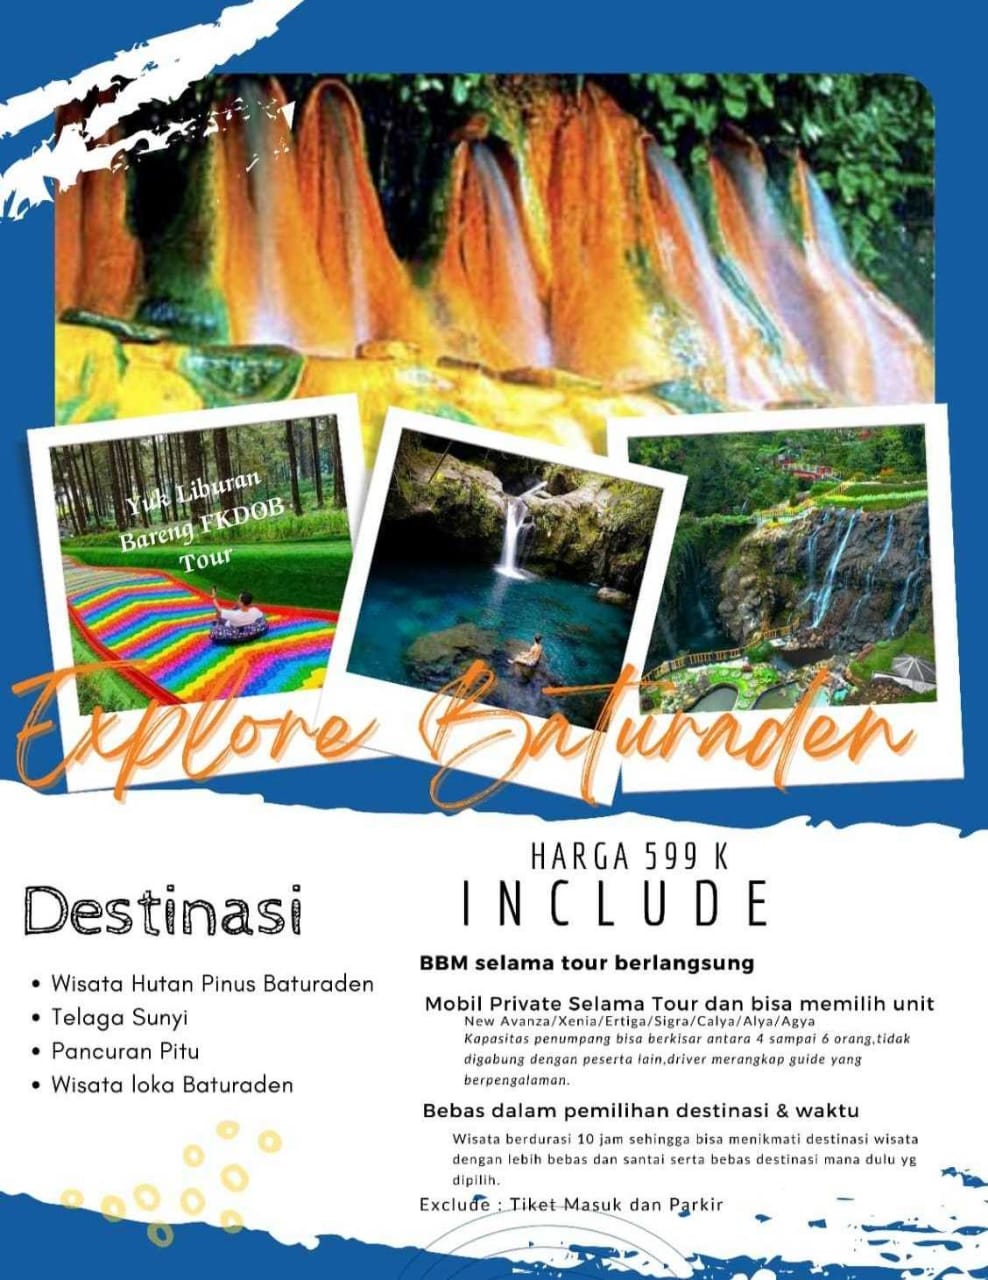 Yuk Liburan
Bareng FKDOB
Tour
Explore Baturaden
Destinasi
• Wisata Hutan Pinus Baturaden
• Telaga Sunyi
• Pancuran Pitu
• Wisata loka Baturaden
HARGA 599 K
INCLUDE
BBM selama tour berlangsung
Mobil Private Selama Tour dan bisa memilih unit
New Avanza/Xenia/Ertiga/Sigra/Calya/Alya/Agya
Kapasitas penumpang bisa berkisar antara 4 sampai 6 orang,tidak
digabung dengan peserta lain,driver merangkap guide yang
berpengalaman.
Bebas dalam pemilihan destinasi & waktu
Wisata berdurasi 10 jam sehingga bisa menikmati destinasi wisata
dengan lebih bebas dan santai serta bebas destinasi mana dulu yg
dipilih.
Exclude : Tiket Masuk dan Parkir